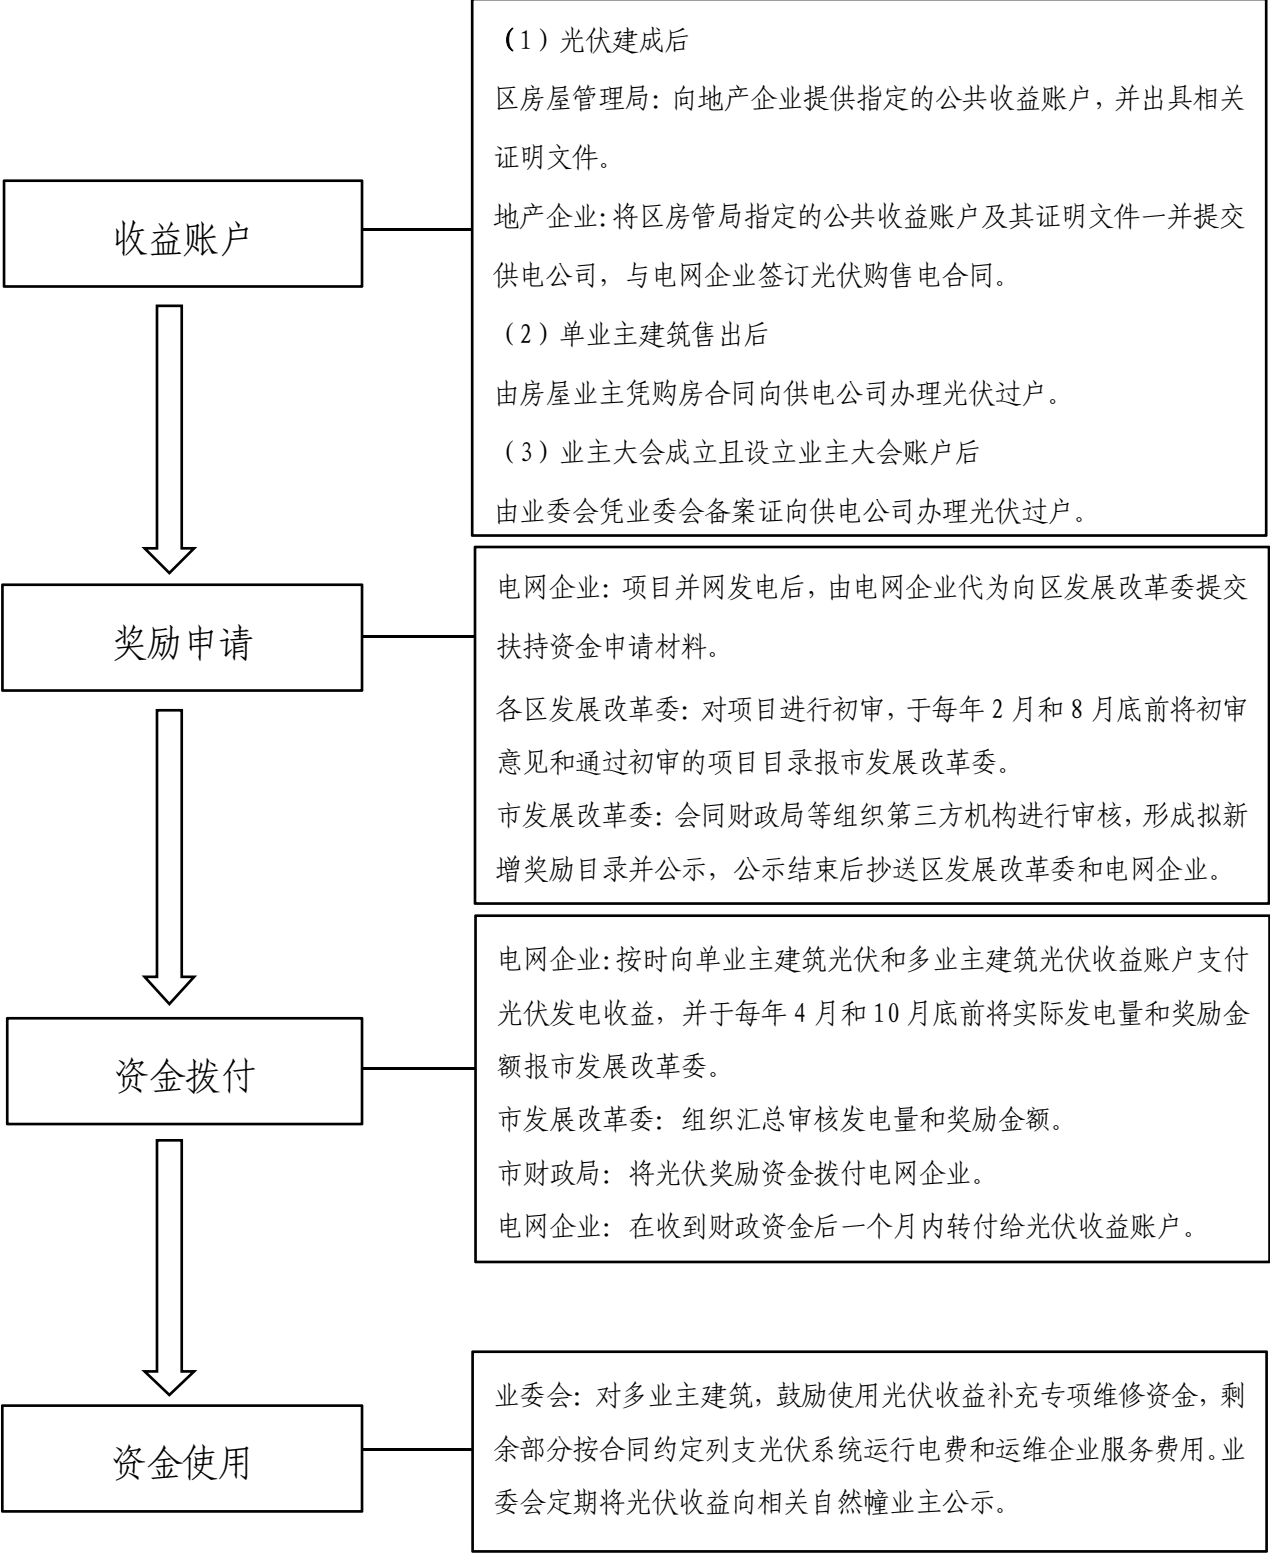 收益账户
（1）光伏建成后
区房屋管理局：向地产企业提供指定的公共收益账户，并出具相关
证明文件。
地产企业：将区房管局指定的公共收益账户及其证明文件一并提交
供电公司，与电网企业签订光伏购售电合同。
（2）单业主建筑售出后
由房屋业主凭购房合同向供电公司办理光伏过户。
（3）业主大会成立且设立业主大会账户后
由业委会凭业委会备案证向供电公司办理光伏过户。
奖励申请
电网企业：项目并网发电后，由电网企业代为向区发展改革委提交
扶持资金申请材料。
各区发展改革委：对项目进行初审，于每年 2 月和 8 月底前将初审
意见和通过初审的项目目录报市发展改革委。
市发展改革委：会同财政局等组织第三方机构进行审核，形成拟新
增奖励目录并公示，公示结束后抄送区发展改革委和电网企业。
资金拨付
电网企业：按时向单业主建筑光伏和多业主建筑光伏收益账户支付
光伏发电收益，并于每年 4 月和 10 月底前将实际发电量和奖励金
额报市发展改革委。
市发展改革委：组织汇总审核发电量和奖励金额。
市财政局：将光伏奖励资金拨付电网企业。
电网企业：在收到财政资金后一个月内转付给光伏收益账户。
资金使用
业委会：对多业主建筑，鼓励使用光伏收益补充专项维修资金，剩
余部分按合同约定列支光伏系统运行电费和运维企业服务费用。业
委会定期将光伏收益向相关自然幢业主公示。